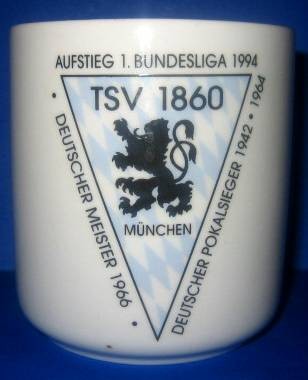 AUFSTIEG 1. BUNDESLIGA 1994
TSV 1860
MÜNCHEN
• DEUTSCHER MEISTER 1966 •
DEUTSCHER POKALSIEGER 1942 • 1964